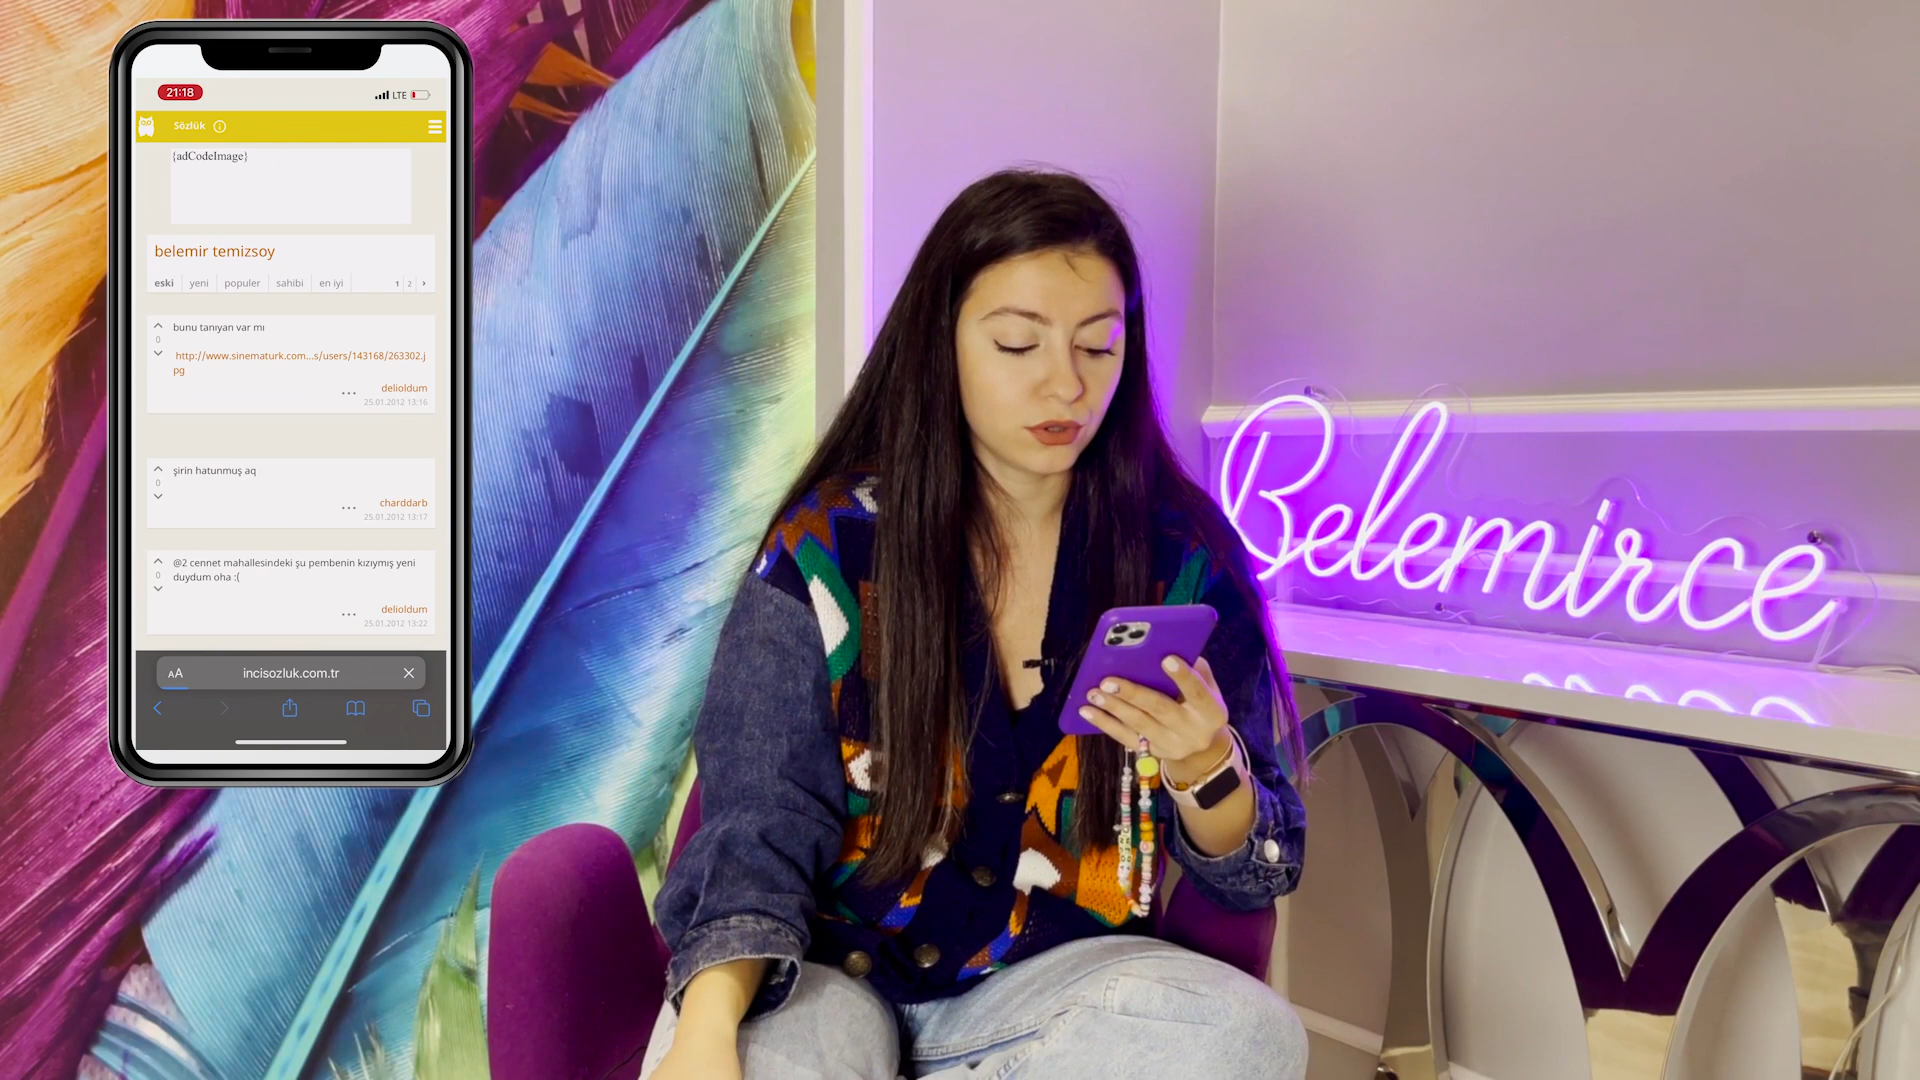 21:18
LTE
Sözlük
{adCodeImage}
belemir temizsoy
eski yeni populer sahibi en iyi 1 2 ›
bunu tanıyan var mı
0
http://www.sinematurk.com...s/users/143168/263302.j
pg
delioldum
25.01.2012 13:16
şirin hatunmuş aq
0
charddarb
25.01.2012 13:17
@2 cennet mahallesindeki şu pembenin kızıymış yeni
0
duydum oha :(
delioldum
25.01.2012 13:22
AA incisozluk.com.tr
Belemirce